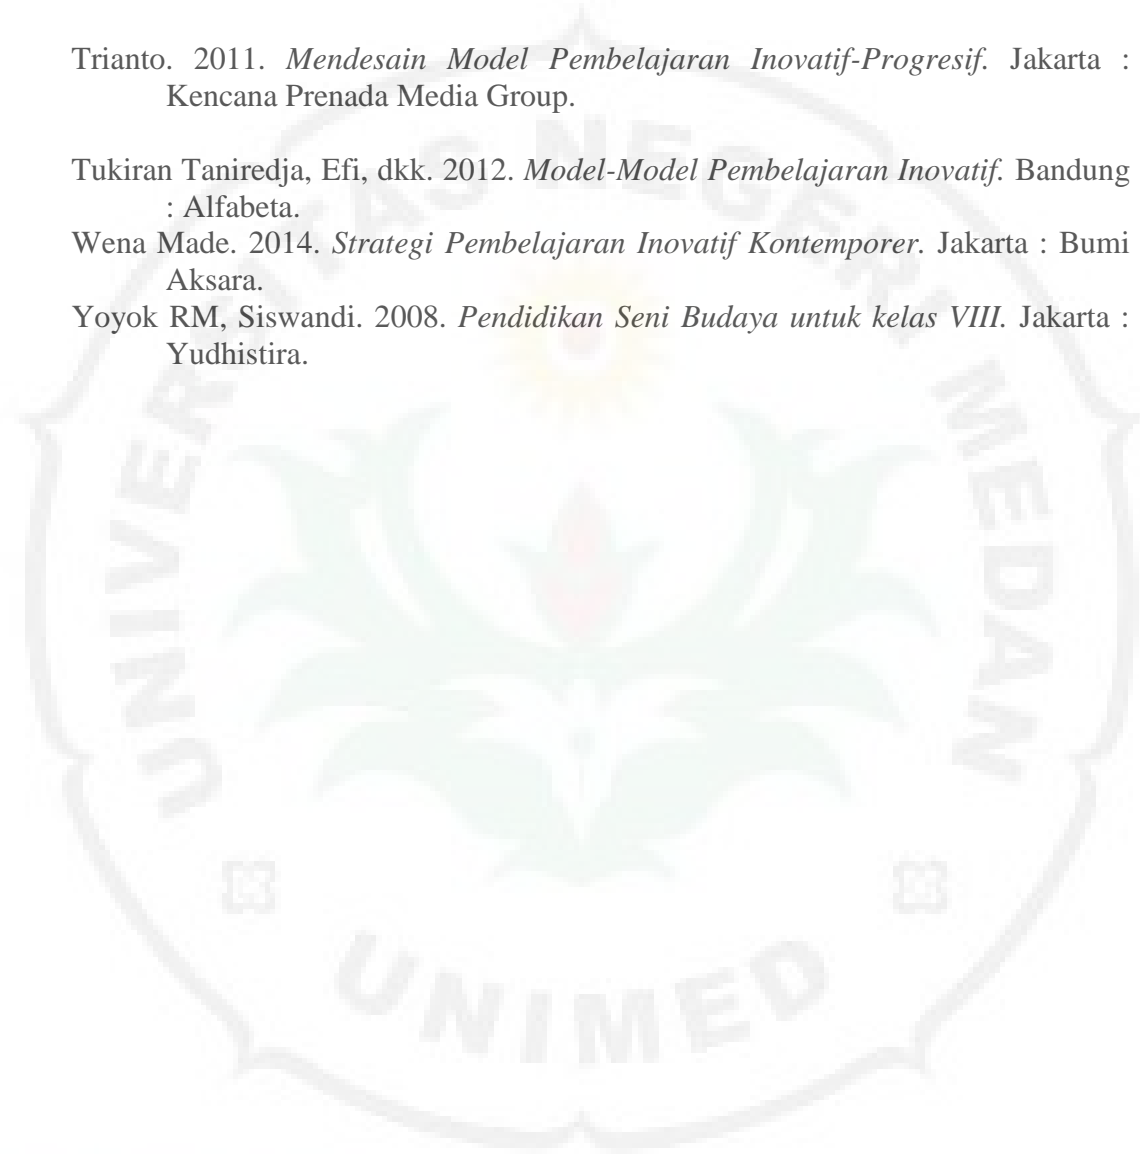 Trianto. 2011. Mendesain Model Pembelajaran Inovatif-Progresif. Jakarta :
Kencana Prenada Media Group.
Tukiran Taniredja, Efi, dkk. 2012. Model-Model Pembelajaran Inovatif. Bandung
: Alfabeta.
Wena Made. 2014. Strategi Pembelajaran Inovatif Kontemporer. Jakarta : Bumi
Aksara.
Yoyok RM, Siswandi. 2008. Pendidikan Seni Budaya untuk kelas VIII. Jakarta :
Yudhistira.
UNIVERSITAS NEGERI MEDAN
UNIMED